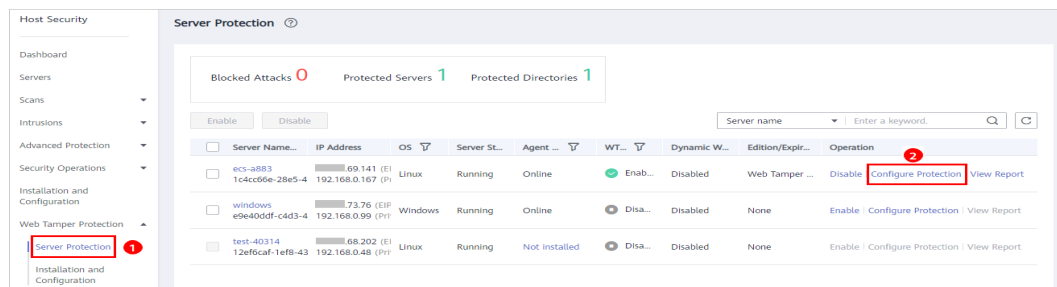 Host Security
Server Protection
Dashboard
Servers
Scans
Intrusions
Advanced Protection
Security Operations
Installation and
Configuration
Web Tamper Protection
Server Protection
1
Installation and
Configuration
Blocked Attacks 0 Protected Servers 1 Protected Directories 1
Enable Disable Server name Enter a keyword.
Server Name... IP Address OS Server St... Agent ... WT... Dynamic W... Edition/Expir... Operation
2
ecs-a883 .69.141 (EI Linux Running Online Enab... Disabled Web Tamper ... Disable Configure Protection View Report
1c4cc66e-28e5-4 192.168.0.167 (Pr
windows .73.76 (EIP Windows Running Online Disa... Disabled None Enable Configure Protection View Report
e9e40ddf-c4d3-4 192.168.0.99 (Pri
test-40314 .68.202 (EI Linux Running Not installed Disa... Disabled None Enable Configure Protection View Report
12ef6caf-1ef8-43 192.168.0.48 (Pri